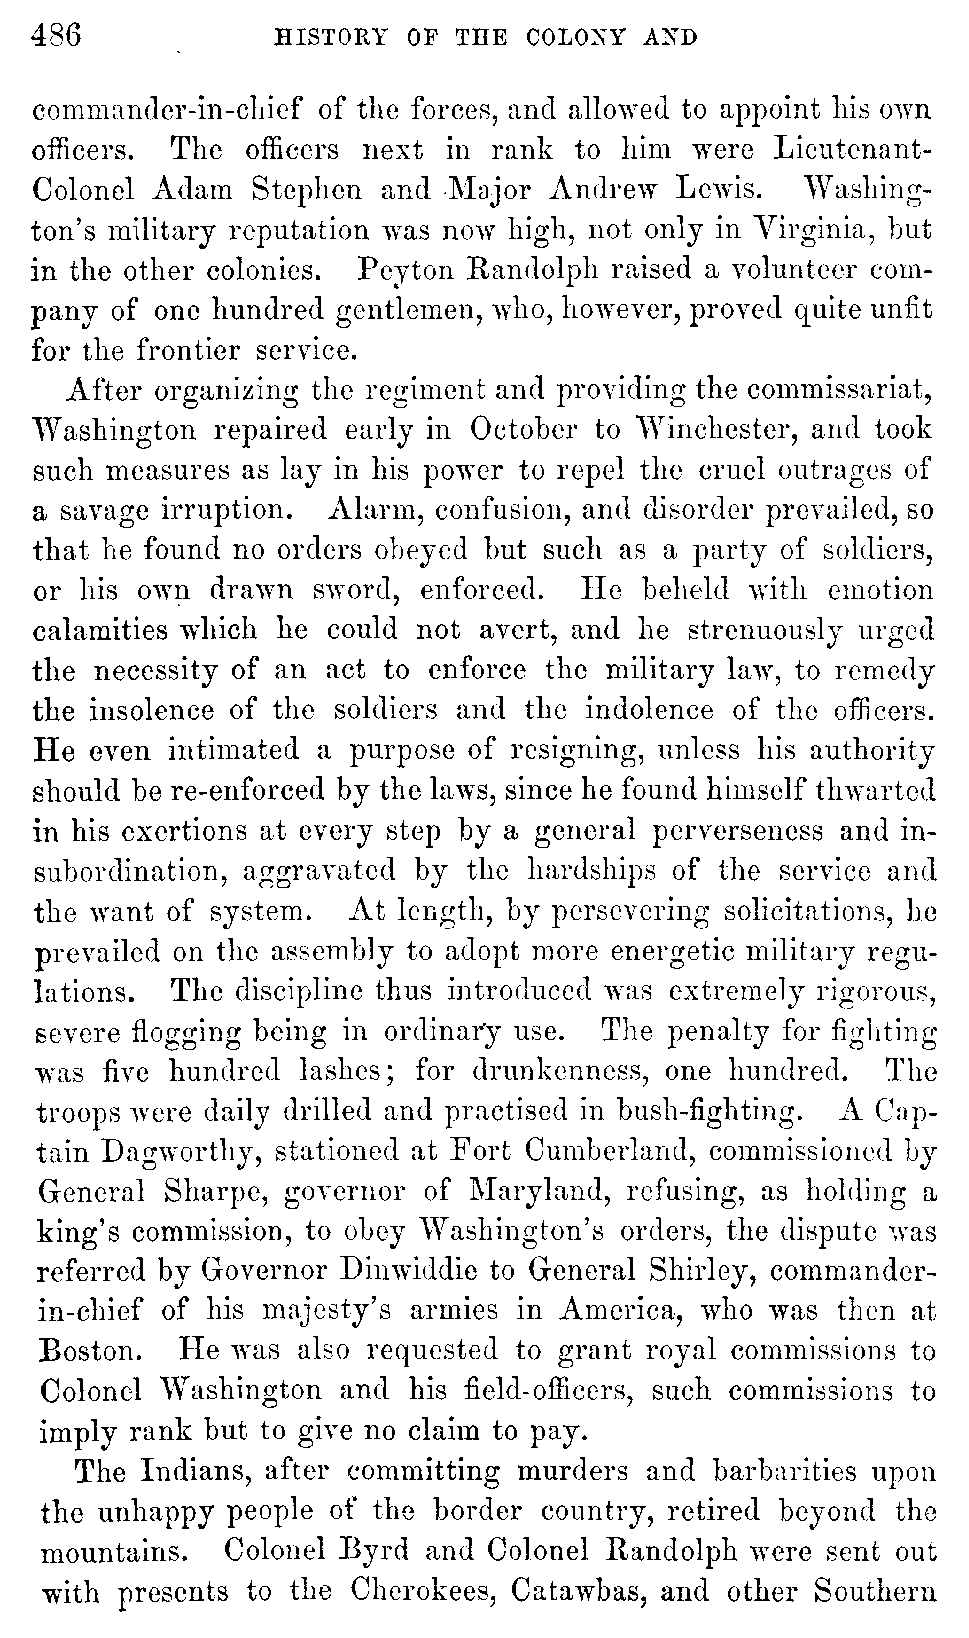 486 HISTORY OF THE COLONY AND
commander-in-chief of the forces, and allowed to appoint his own
officers. The officers next in rank to him were Lieutenant-
Colonel Adam Stephen and Major Andrew Lewis. Washing-
ton's military reputation was now high, not only in Virginia, but
in the other colonies. Peyton Randolph raised a volunteer com-
pany of one hundred gentlemen, who, however, proved quite unfit
for the frontier service.
After organizing the regiment and providing the commissariat,
Washington repaired early in October to Winchester, and took
such measures as lay in his power to repel the cruel outrages of
a savage irruption. Alarm, confusion, and disorder prevailed, so
that he found no orders obeyed but such as a party of soldiers,
or his own drawn sword, enforced. He beheld with emotion
calamities which he could not avert, and he strenuously urged
the necessity of an act to enforce the military law, to remedy
the insolence of the soldiers and the indolence of the officers.
He even intimated a purpose of resigning, unless his authority
should be re-enforced by the laws, since he found himself thwarted
in his exertions at every step by a general perverseness and in-
subordination, aggravated by the hardships of the service and
the want of system. At length, by persevering solicitations, he
prevailed on the assembly to adopt more energetic military regu-
lations. The discipline thus introduced was extremely rigorous,
severe flogging being in ordinary use. The penalty for fighting
was five hundred lashes; for drunkenness, one hundred. The
troops were daily drilled and practised in bush-fighting. A Cap-
tain Dagworthy, stationed at Fort Cumberland, commissioned by
General Sharpe, governor of Maryland, refusing, as holding a
king's commission, to obey Washington's orders, the dispute was
referred by Governor Dinwiddie to General Shirley, commander-
in-chief of his majesty's armies in America, who was then at
Boston. He was also requested to grant royal commissions to
Colonel Washington and his field-officers, such commissions to
imply rank but to give no claim to pay.
The Indians, after committing murders and barbarities upon
the unhappy people of the border country, retired beyond the
mountains. Colonel Byrd and Colonel Randolph were sent out
with presents to the Cherokees, Catawbas, and other Southern